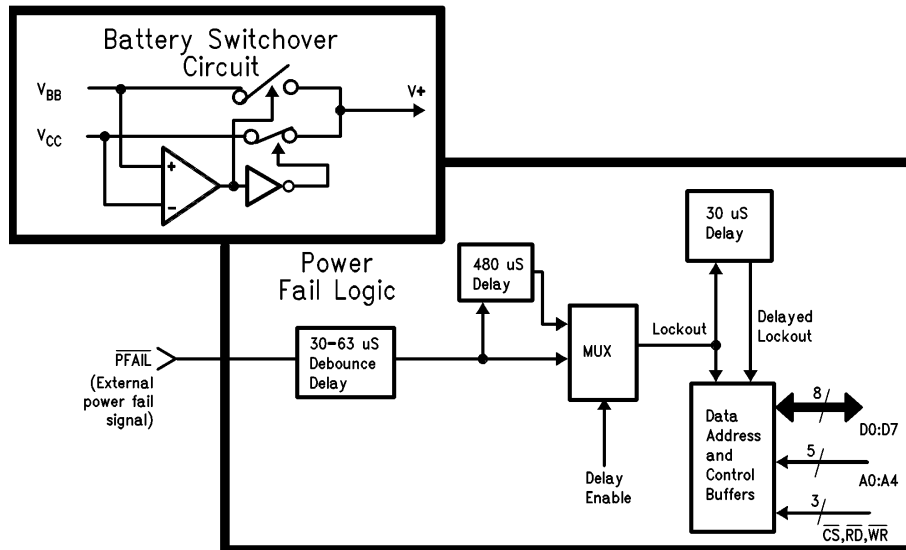 Battery Switchover
Circuit
VBB
VCC
V+
+
−
Power
Fail Logic
480 uS
Delay
30 uS
Delay
PFAIL
(External
power fail
signal)
30-63 uS
Debounce
Delay
MUX
Lockout
Delayed
Lockout
Delay
Enable
Data
Address
and
Control
Buffers
8
D0:D7
5
A0:A4
3
CS,RD,WR